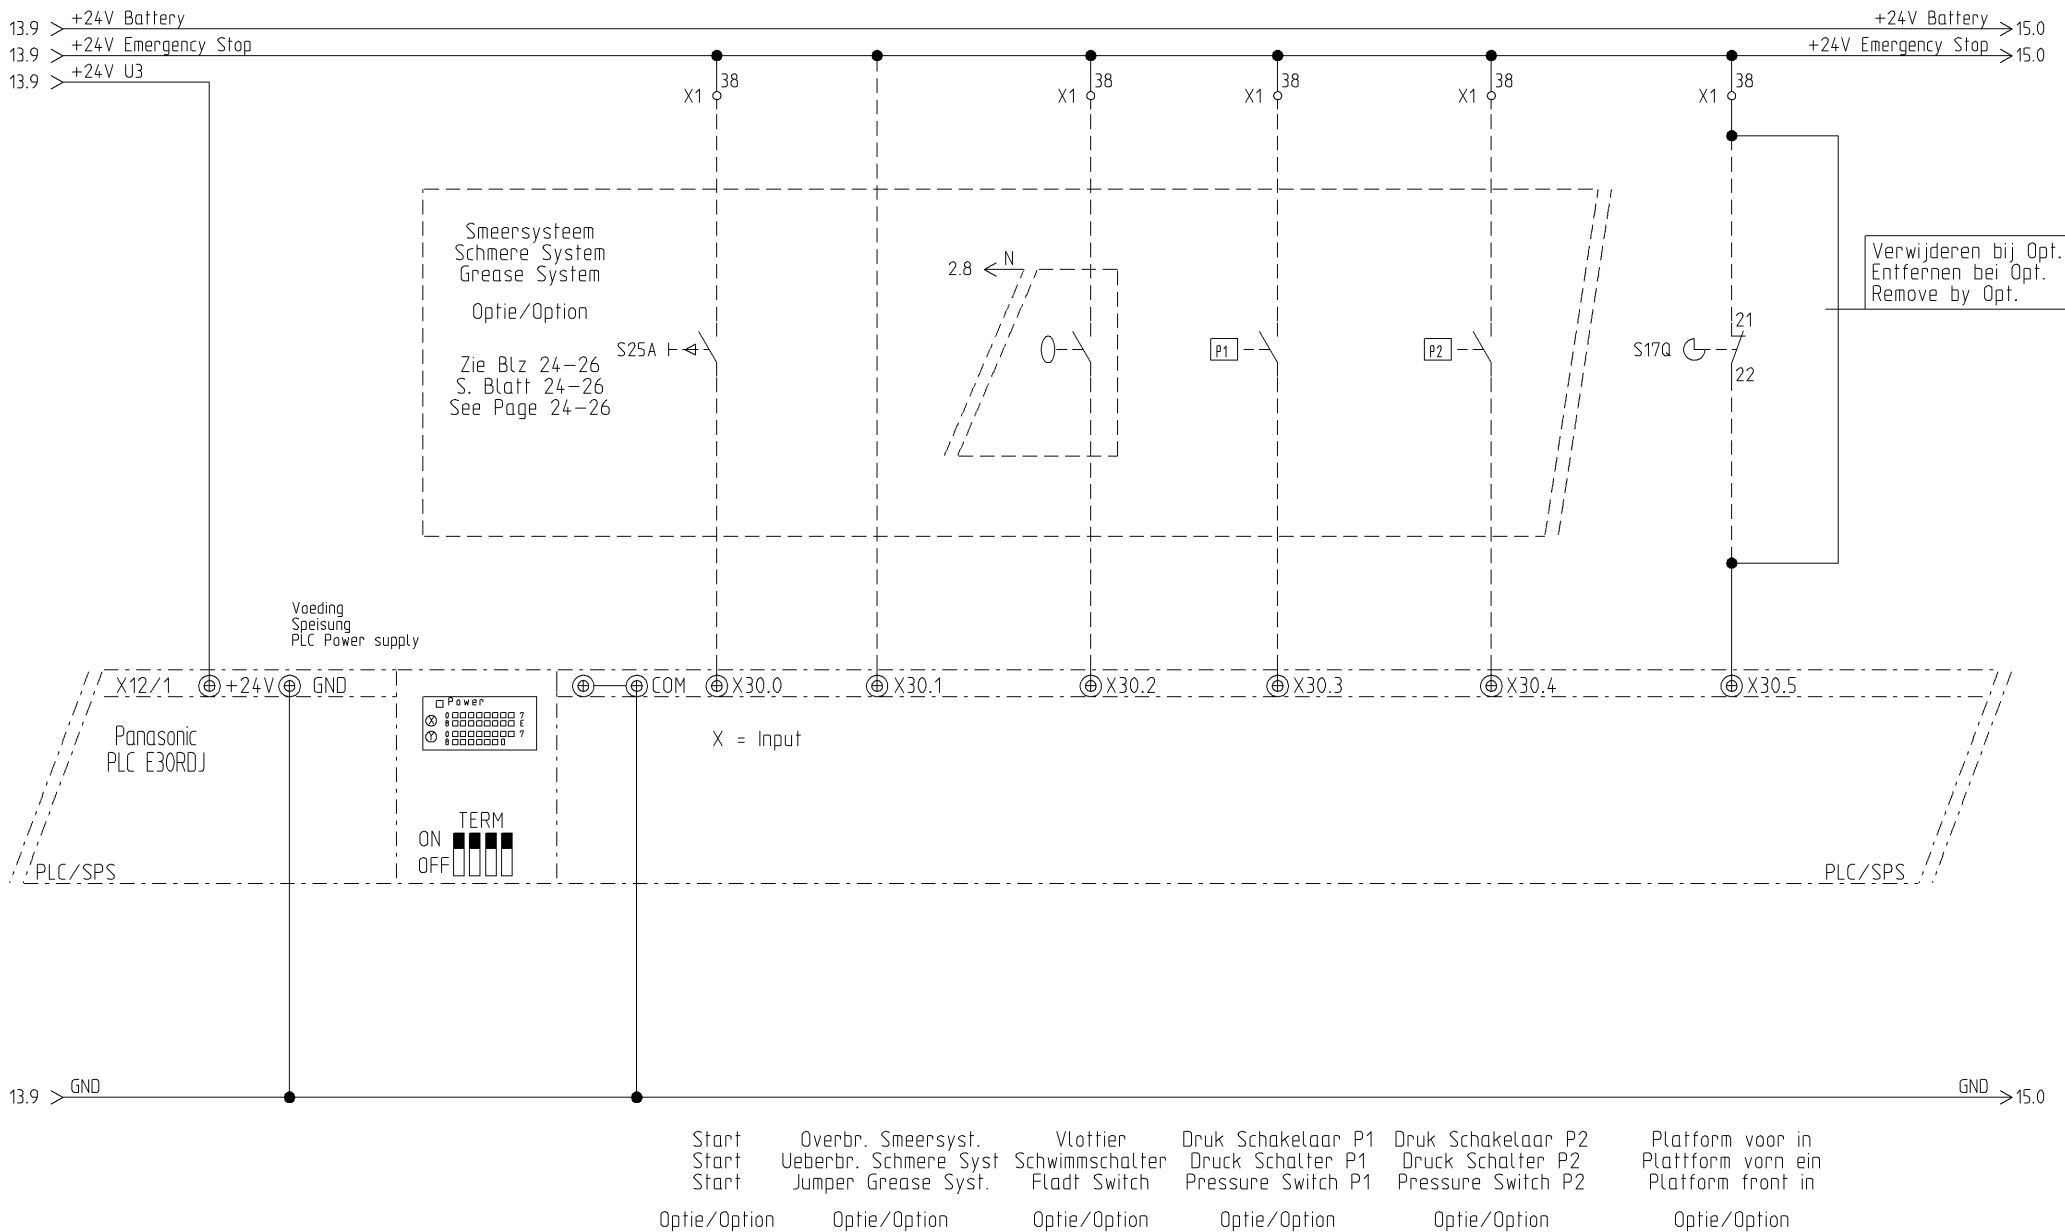 13.9 +24V Battery +24V Battery 15.0
13.9 +24V Emergency Stop +24V Emergency Stop 15.0
13.9 +24V U3
38 38 38 38 38
X1 X1 X1 X1 X1
Smeersysteem
Schmere System
Grease System
Optie/Option
Zie Blz 24-26
S. Blatt 24-26
See Page 24-26
S25A
2.8 N
P1
P2
S17Q
21
22
Verwijderen bij Opt.
Entfernen bei Opt.
Remove by Opt.
Voeding
Speisung
PLC Power supply
X12/1 +24V GND COM X30.0 X30.1 X30.2 X30.3 X30.4 X30.5
Panasonic
PLC E30RDJ
Power
X 0 7
8 E
Y 0 7
8 0
X = Input
TERM
ON
OFF
PLC/SPS PLC/SPS
13.9 GND GND 15.0
Start
Start
Start
Optie/Option
Overbr. Smeersyst.
Ueberbr. Schmere Syst
Jumper Grease Syst.
Optie/Option
Vlottier
Schwimmschalter
Fladt Switch
Optie/Option
Druk Schakelaar P1
Druck Schalter P1
Pressure Switch P1
Optie/Option
Druk Schakelaar P2
Druck Schalter P2
Pressure Switch P2
Optie/Option
Platform voor in
Plattform vorn ein
Platform front in
Optie/Option